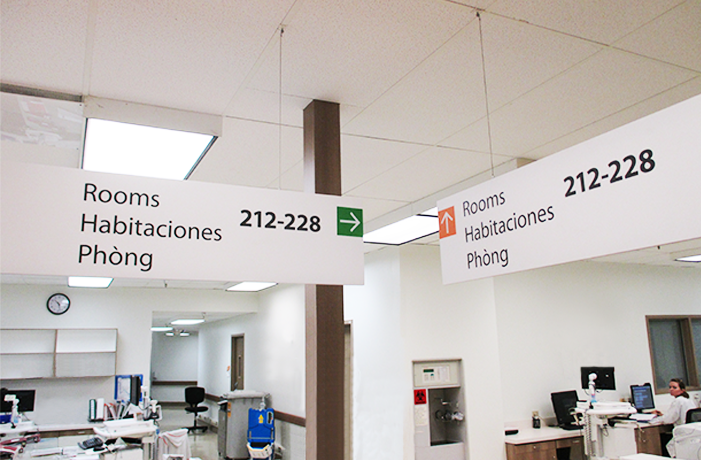 Rooms
Habitaciones 212-228 →
Phòng
↑ Rooms
Habitaciones 212-228
Phòng